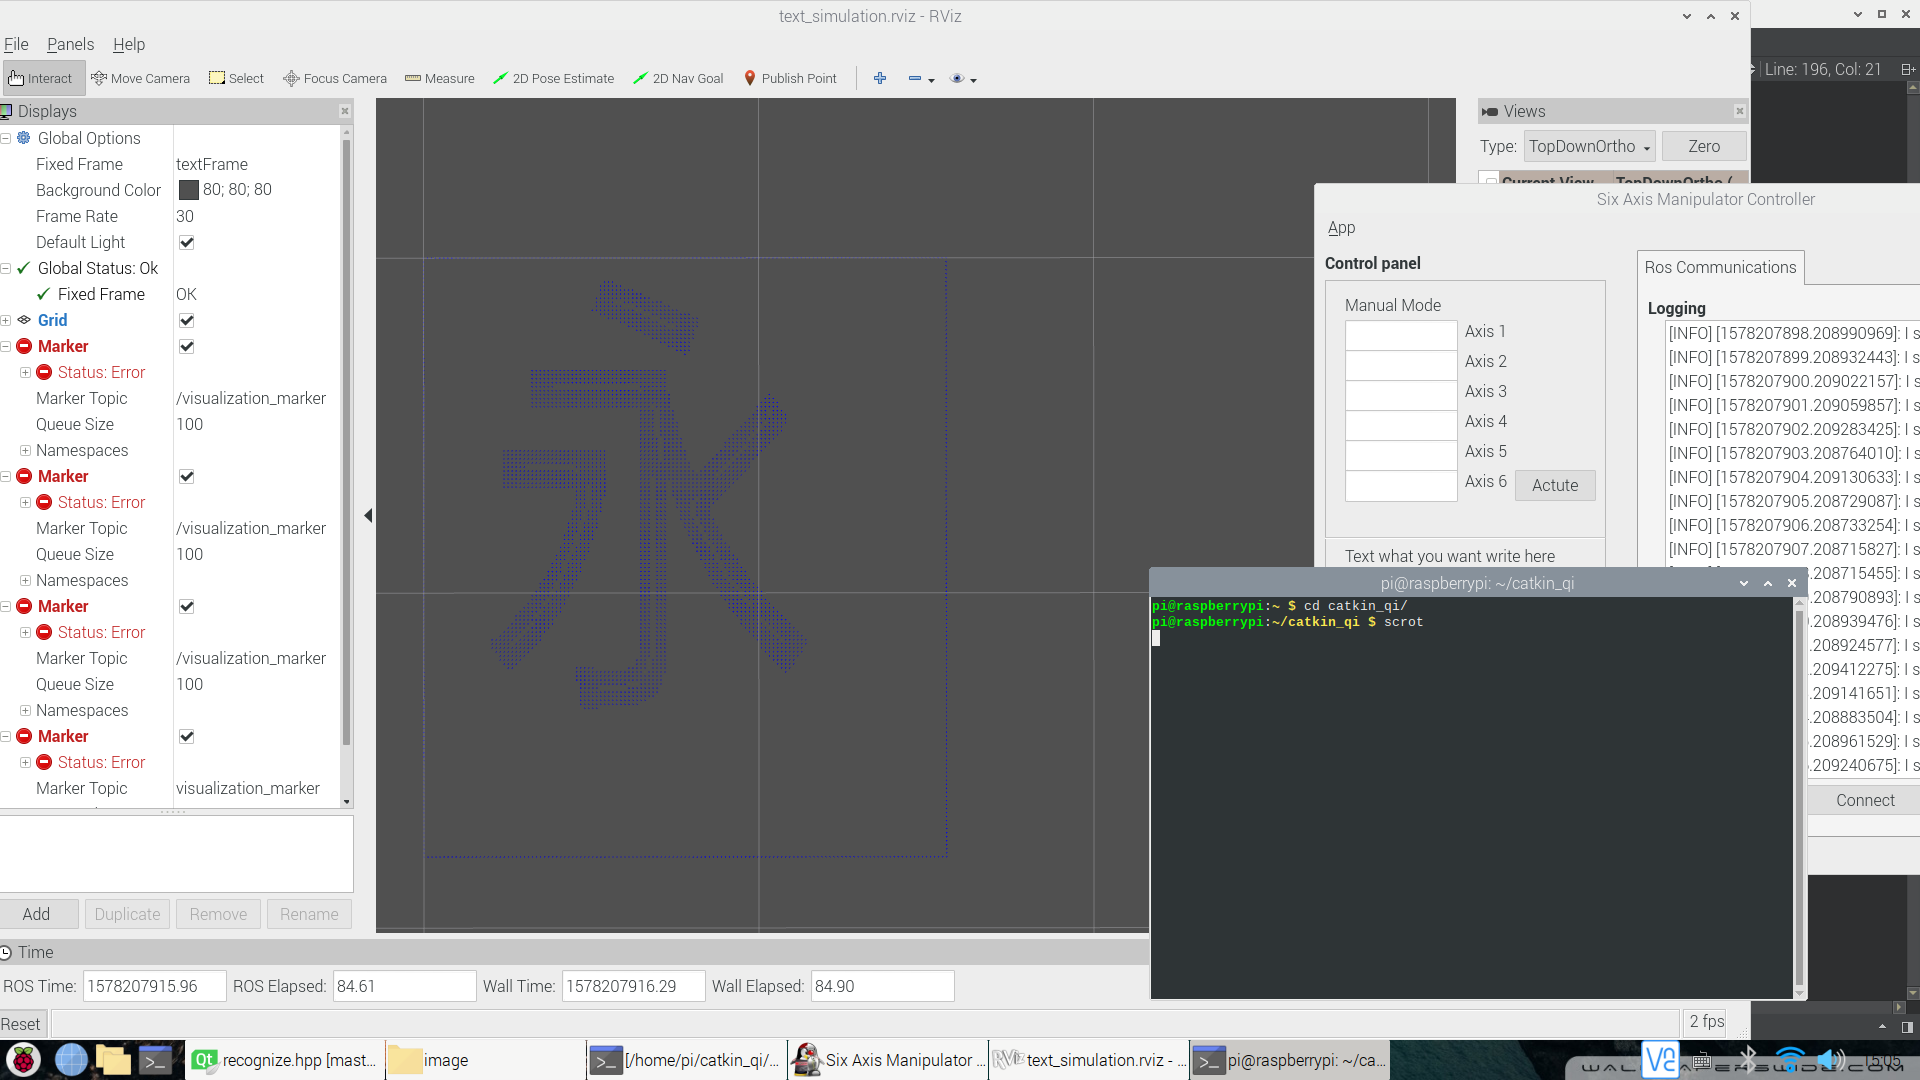 text_simulation.rviz - RViz
File Panels Help
Interact Move Camera Select Focus Camera Measure 2D Pose Estimate 2D Nav Goal Publish Point
Line: 196, Col: 21
Displays
Global Options
Fixed Frame textFrame
Background Color 80; 80; 80
Frame Rate 30
Default Light
Global Status: Ok
Fixed Frame OK
Grid
Marker
Status: Error
Marker Topic /visualization_marker
Queue Size 100
Namespaces
Marker
Status: Error
Marker Topic /visualization_marker
Queue Size 100
Namespaces
Marker
Status: Error
Marker Topic /visualization_marker
Queue Size 100
Namespaces
Marker
Status: Error
Marker Topic visualization_marker
Add Duplicate Remove Rename
永
Views
Type: TopDownOrtho Zero
Current View TopDownOrtho (
Six Axis Manipulator Controller
App
Control panel
Manual Mode
Axis 1
Axis 2
Axis 3
Axis 4
Axis 5
Axis 6 Actute
Text what you want write here
Ros Communications
Logging
[INFO] [1578207898.208990969]: I s
[INFO] [1578207899.208932443]: I s
[INFO] [1578207900.209022157]: I s
[INFO] [1578207901.209059857]: I s
[INFO] [1578207902.209283425]: I s
[INFO] [1578207903.208764010]: I s
[INFO] [1578207904.209130633]: I s
[INFO] [1578207905.208729087]: I s
[INFO] [1578207906.208733254]: I s
[INFO] [1578207907.208715827]: I s
.208715455]: I s
.208790893]: I s
.208939476]: I s
.208924577]: I s
.209412275]: I s
.209141651]: I s
.208883504]: I s
.208961529]: I s
.209240675]: I s
Connect
pi@raspberrypi: ~/catkin_qi
pi@raspberrypi:~ $ cd catkin_qi/
pi@raspberrypi:~/catkin_qi $ scrot
Time
ROS Time: 1578207915.96 ROS Elapsed: 84.61 Wall Time: 1578207916.29 Wall Elapsed: 84.90
Reset
2 fps
recognize.hpp [mast... image [/home/pi/catkin_qi/... Six Axis Manipulator ... text_simulation.rviz - ... pi@raspberrypi: ~/ca... 15:05